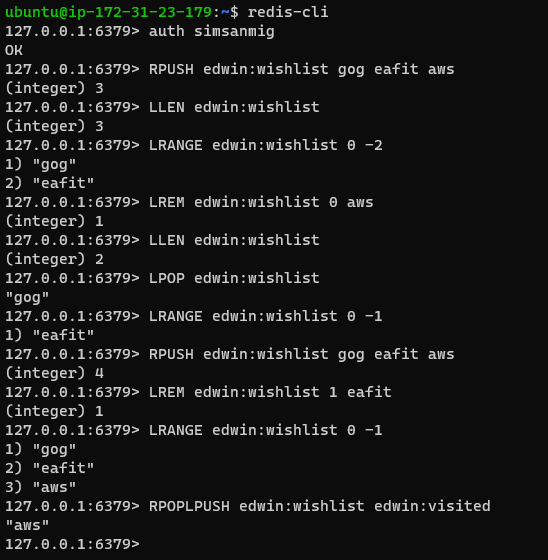 ubuntu@ip-172-31-23-179:~$ redis-cli
127.0.0.1:6379> auth simsanmig
OK
127.0.0.1:6379> RPUSH edwin:wishlist gog eafit aws
(integer) 3
127.0.0.1:6379> LLEN edwin:wishlist
(integer) 3
127.0.0.1:6379> LRANGE edwin:wishlist 0 -2
1) "gog"
2) "eafit"
127.0.0.1:6379> LREM edwin:wishlist 0 aws
(integer) 1
127.0.0.1:6379> LLEN edwin:wishlist
(integer) 2
127.0.0.1:6379> LPOP edwin:wishlist
"gog"
127.0.0.1:6379> LRANGE edwin:wishlist 0 -1
1) "eafit"
127.0.0.1:6379> RPUSH edwin:wishlist gog eafit aws
(integer) 4
127.0.0.1:6379> LREM edwin:wishlist 1 eafit
(integer) 1
127.0.0.1:6379> LRANGE edwin:wishlist 0 -1
1) "gog"
2) "eafit"
3) "aws"
127.0.0.1:6379> RPOPLPUSH edwin:wishlist edwin:visited
"aws"
127.0.0.1:6379>